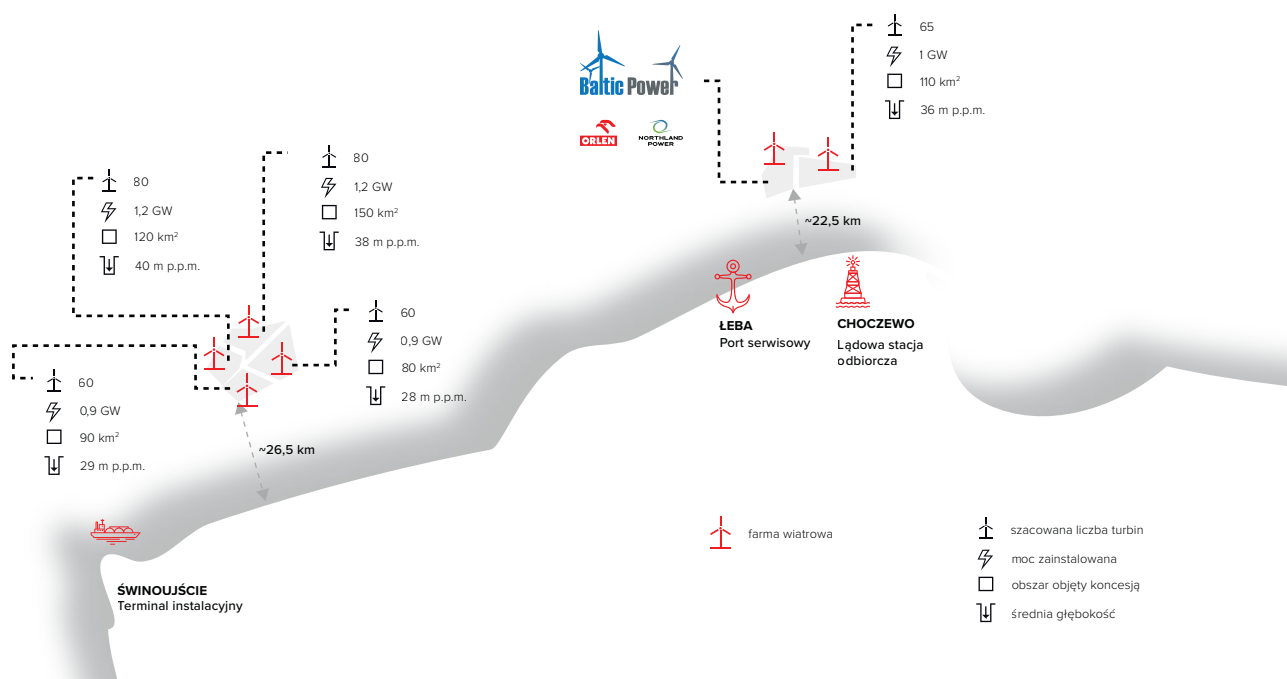 65
1 GW
110 km²
36 m p.p.m.
Baltic Power
ORLEN
NORTHLAND
POWER
80
1,2 GW
150 km²
38 m p.p.m.
80
1,2 GW
120 km²
40 m p.p.m.
60
0,9 GW
80 km²
28 m p.p.m.
60
0,9 GW
90 km²
29 m p.p.m.
~22,5 km
~26,5 km
ŁEBA
Port serwisowy
CHOCZEWO
Lądowa stacja
odbiorcza
ŚWINOUJŚCIE
Terminal instalacyjny
farma wiatrowa
szacowana liczba turbin
moc zainstalowana
obszar objęty koncesją
średnia głębokość